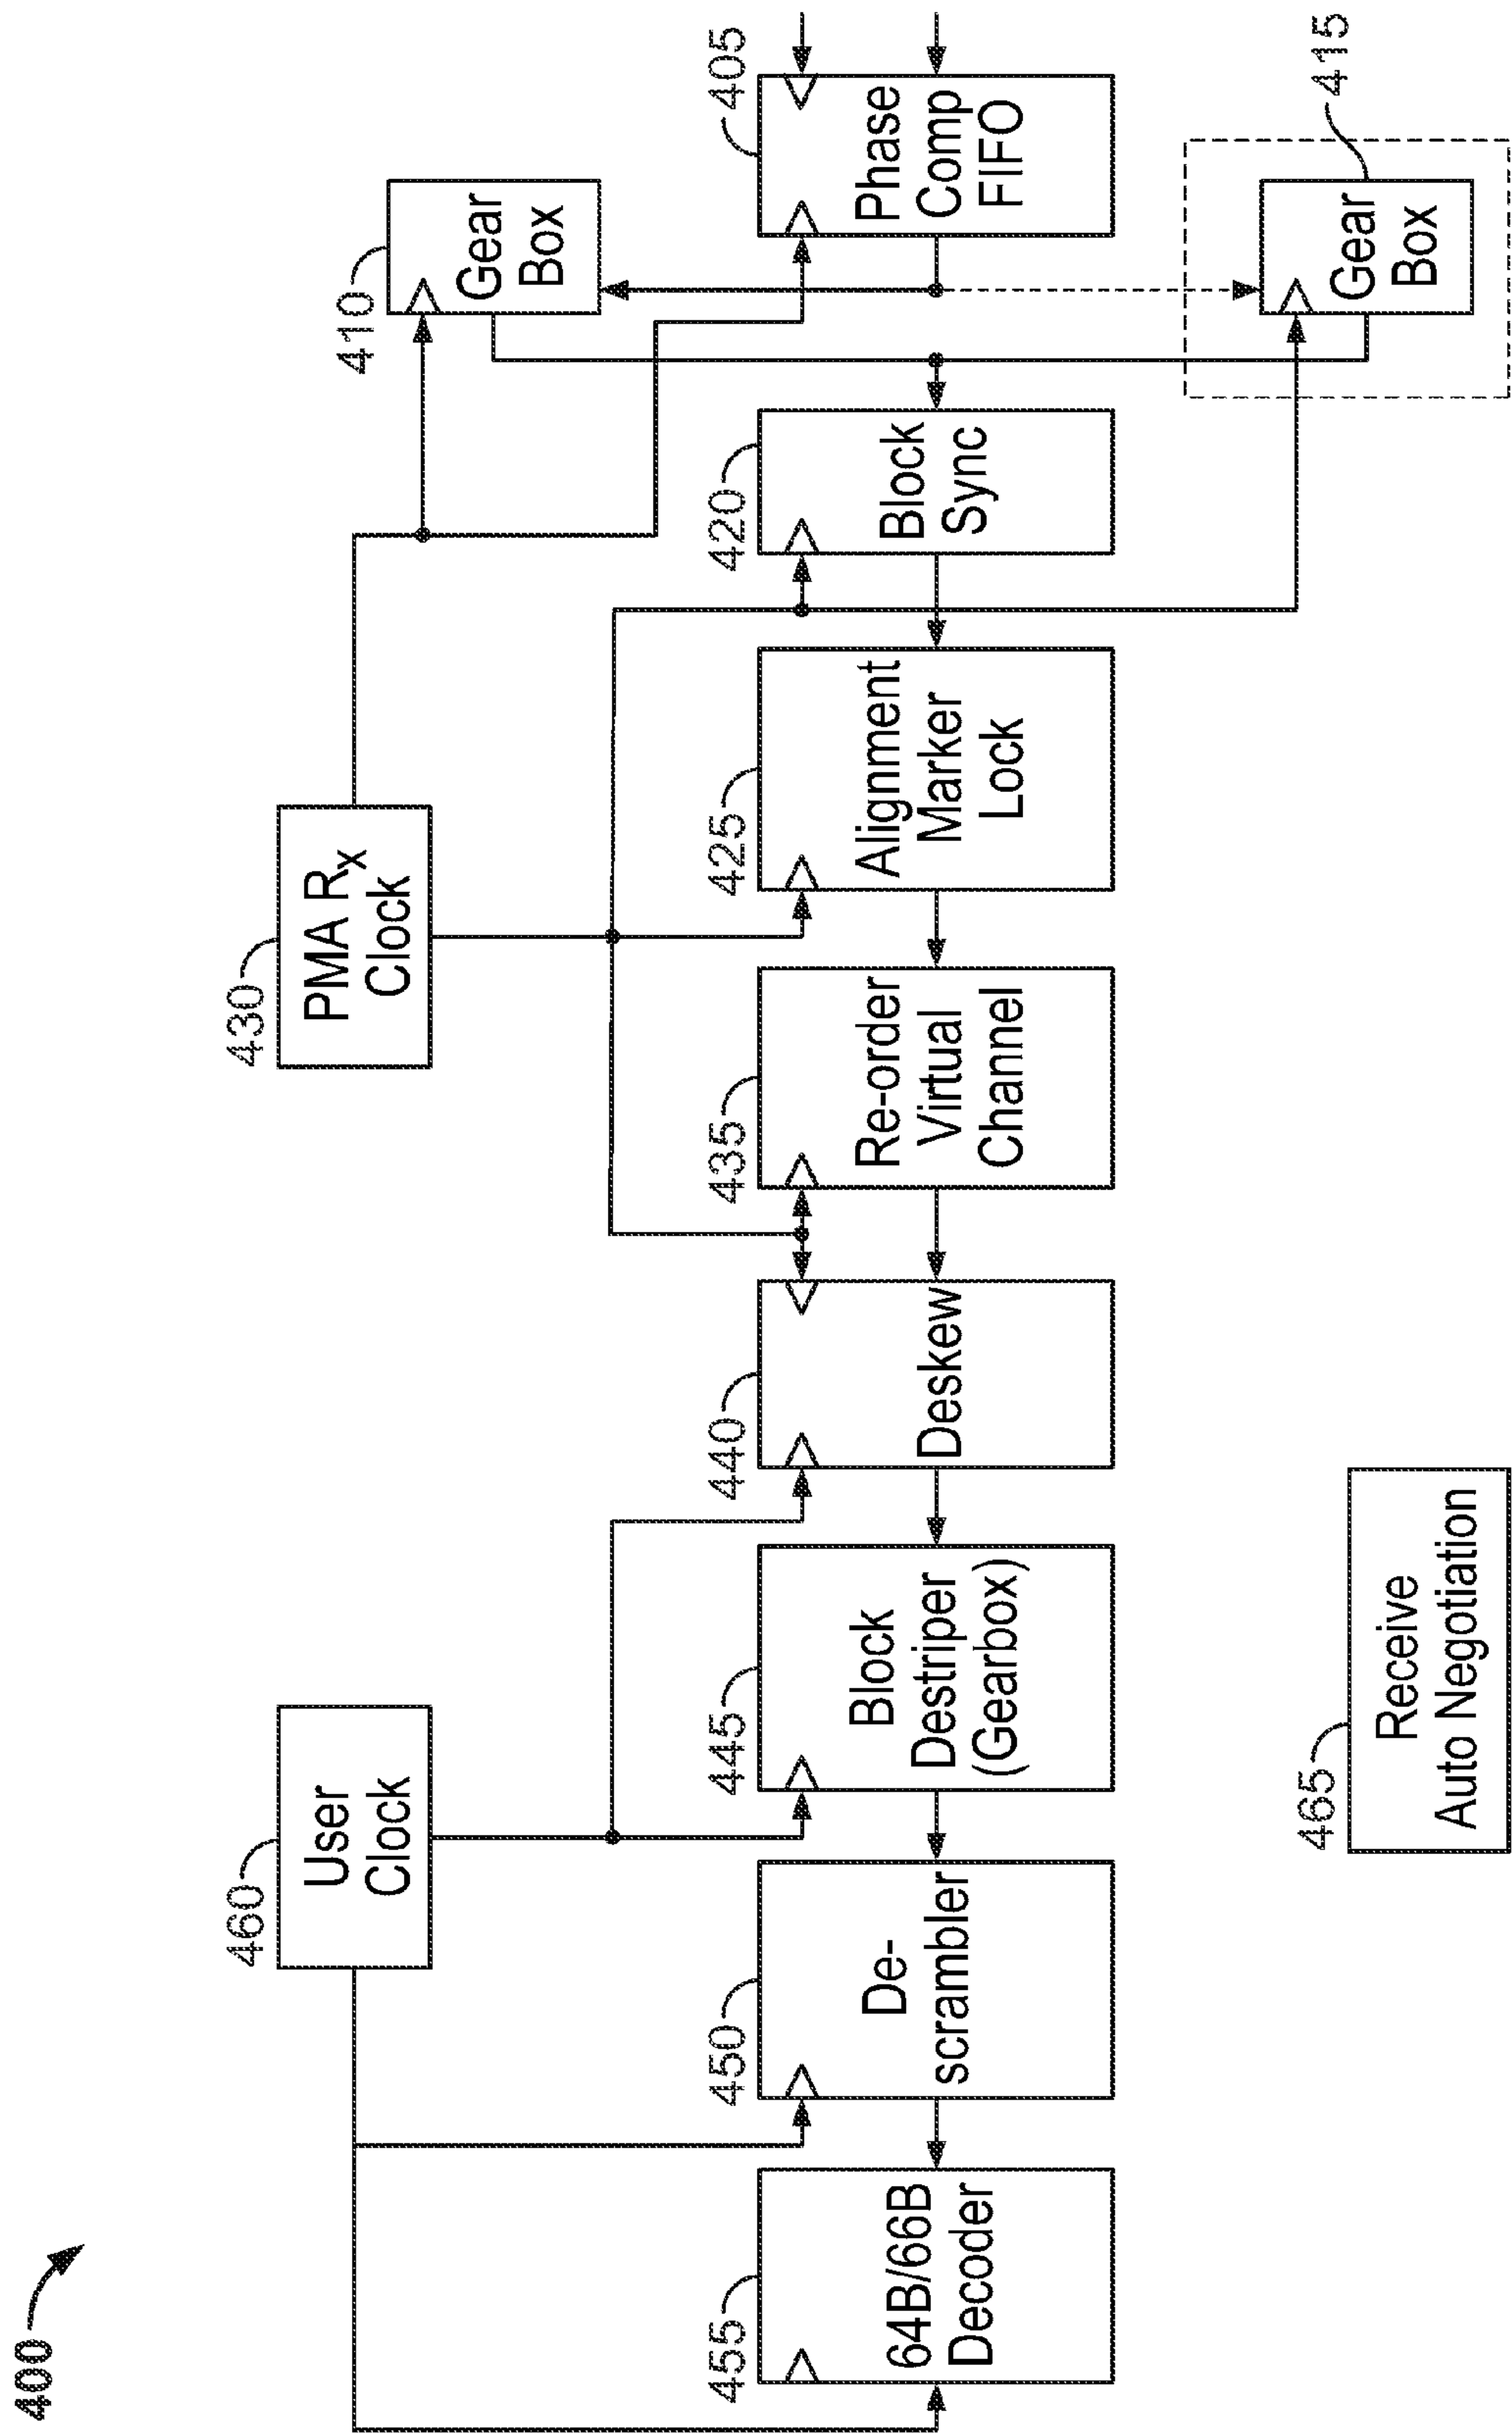 400
460
User
Clock
430
PMA Rx
Clock
410
Gear
Box
455
64B/66B
Decoder
450
De-
scrambler
445
Block
Destriper
(Gearbox)
440
Deskew
435
Re-order
Virtual
Channel
425
Alignment
Marker
Lock
420
Block
Sync
405
Phase
Comp
FIFO
465
Receive
Auto Negotiation
415
Gear
Box